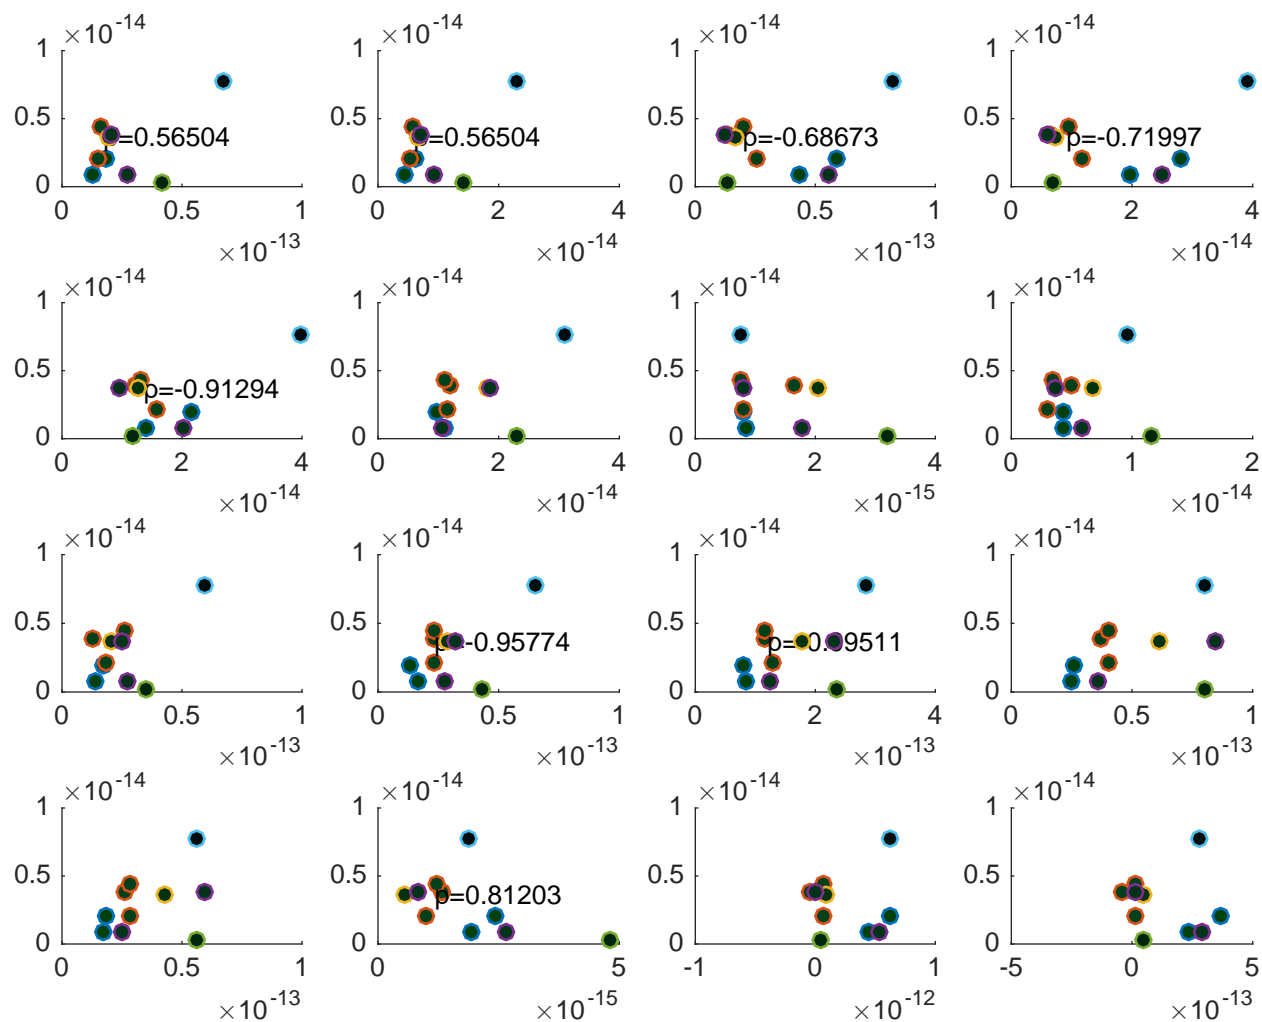 ×10-14 ×10-14 ×10-14 ×10-14
1 1 1 1
0.5 0.5 0.5 0.5
p=0.56504 p=0.56504 p=-0.68673 p=-0.71997
0 0 0 0
0 0.5 1 0 2 4 0 0.5 1 0 2 4
×10-13 ×10-14 ×10-13 ×10-14
×10-14 ×10-14 ×10-14 ×10-14
1 1 1 1
0.5 0.5 0.5 0.5
p=-0.91294
0 0 0 0
0 2 4 0 2 4 0 2 4 0 1 2
×10-14 ×10-14 ×10-15 ×10-14
×10-14 ×10-14 ×10-14 ×10-14
1 1 1 1
0.5 0.5 0.5 0.5
p=-0.95774
0 0 0 0
0 0.5 1 0 0.5 1 0 2 4 0 0.5 1
×10-13 ×10-13 ×10-13 ×10-13
×10-14 ×10-14 ×10-14 ×10-14
1 1 1 1
0.5 0.5 0.5 0.5
p=0.81203
0 0 0 0
0 0.5 1 0 5 -1 0 1 -5 0 5
×10-13 ×10-15 ×10-12 ×10-13